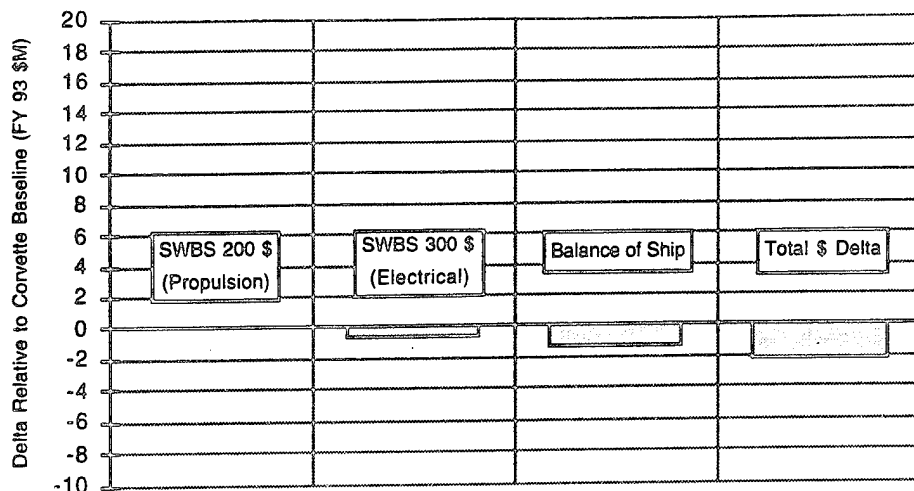 Delta Relative to Corvette Baseline (FY 93 $M)
20
18
16
14
12
10
8
6
4
2
0
-2
-4
-6
-8
-10
SWBS 200 $
(Propulsion)
SWBS 300 $
(Electrical)
Balance of Ship
Total $ Delta